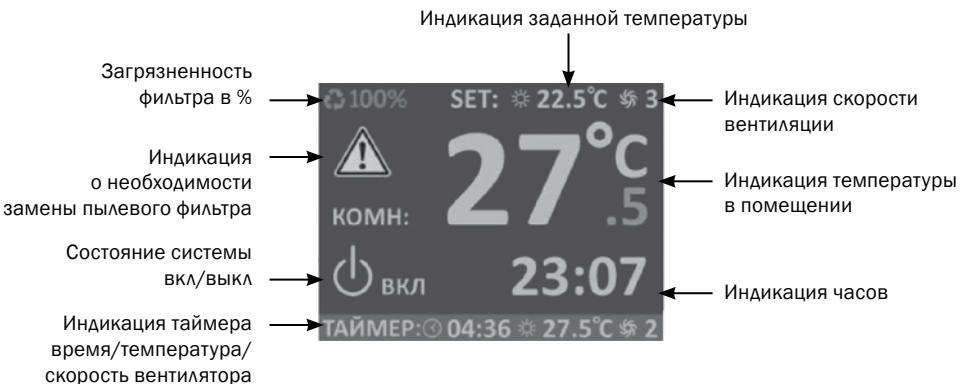 Индикация заданной температуры
Загрязненность
фильтра в %
Индикация
о необходимости
замены пылевого фильтра
Состояние системы
вкл/выкл
Индикация таймера
время/температура/
скорость вентилятора
100% SET: 22.5°C 3
27°C
.5
КОМН:
ВКЛ 23:07
ТАЙМЕР: 04:36 27.5°C 2
Индикация скорости
вентиляции
Индикация температуры
в помещении
Индикация часов